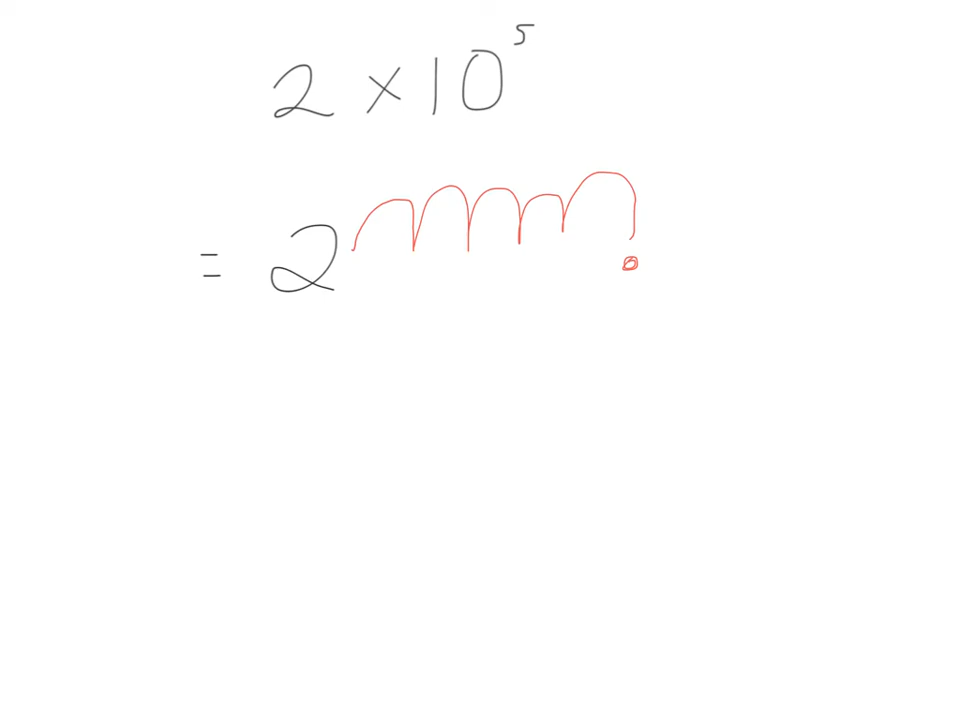 2 × 10⁵
= 2 .